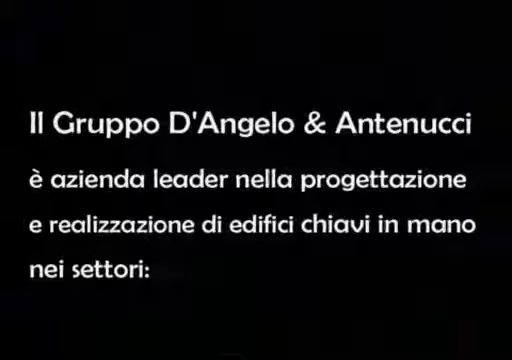 Il Gruppo D'Angelo & Antenucci
è azienda leader nella progettazione
e realizzazione di edifici chiavi in mano
nei settori: